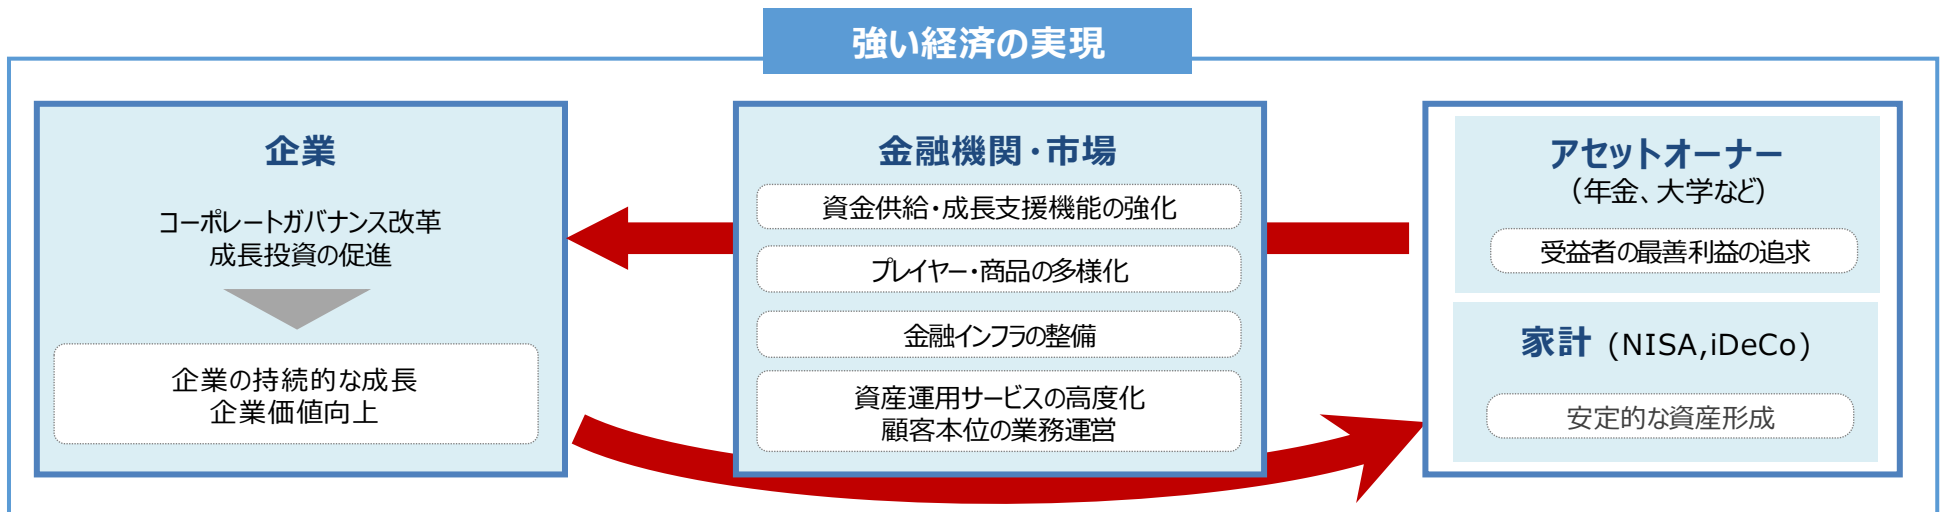 強い経済の実現
企業
コーポレートガバナンス改革
成長投資の促進
企業の持続的な成長
企業価値向上
金融機関・市場
資金供給・成長支援機能の強化
プレイヤー・商品の多様化
金融インフラの整備
資産運用サービスの高度化
顧客本位の業務運営
アセットオーナー
（年金、大学など）
受益者の最善利益の追求
家計 (NISA,iDeCo)
安定的な資産形成